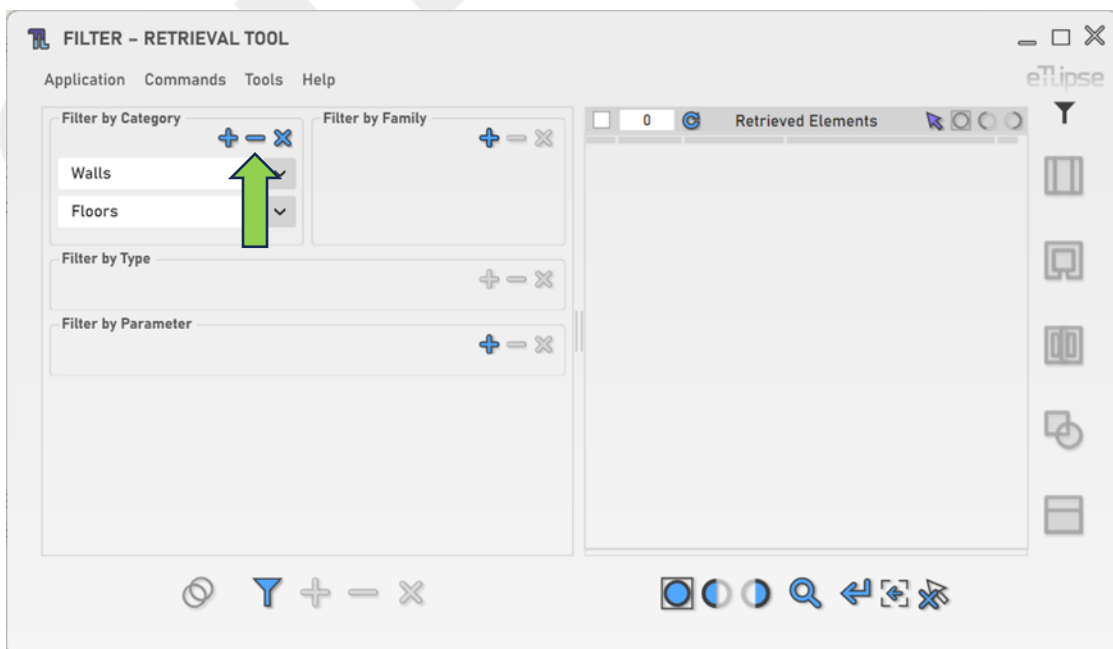 FILTER – RETRIEVAL TOOL
Application Commands Tools Help
eTLipse
Filter by Category
Filter by Family
0 Retrieved Elements
Walls
Floors
Filter by Type
Filter by Parameter